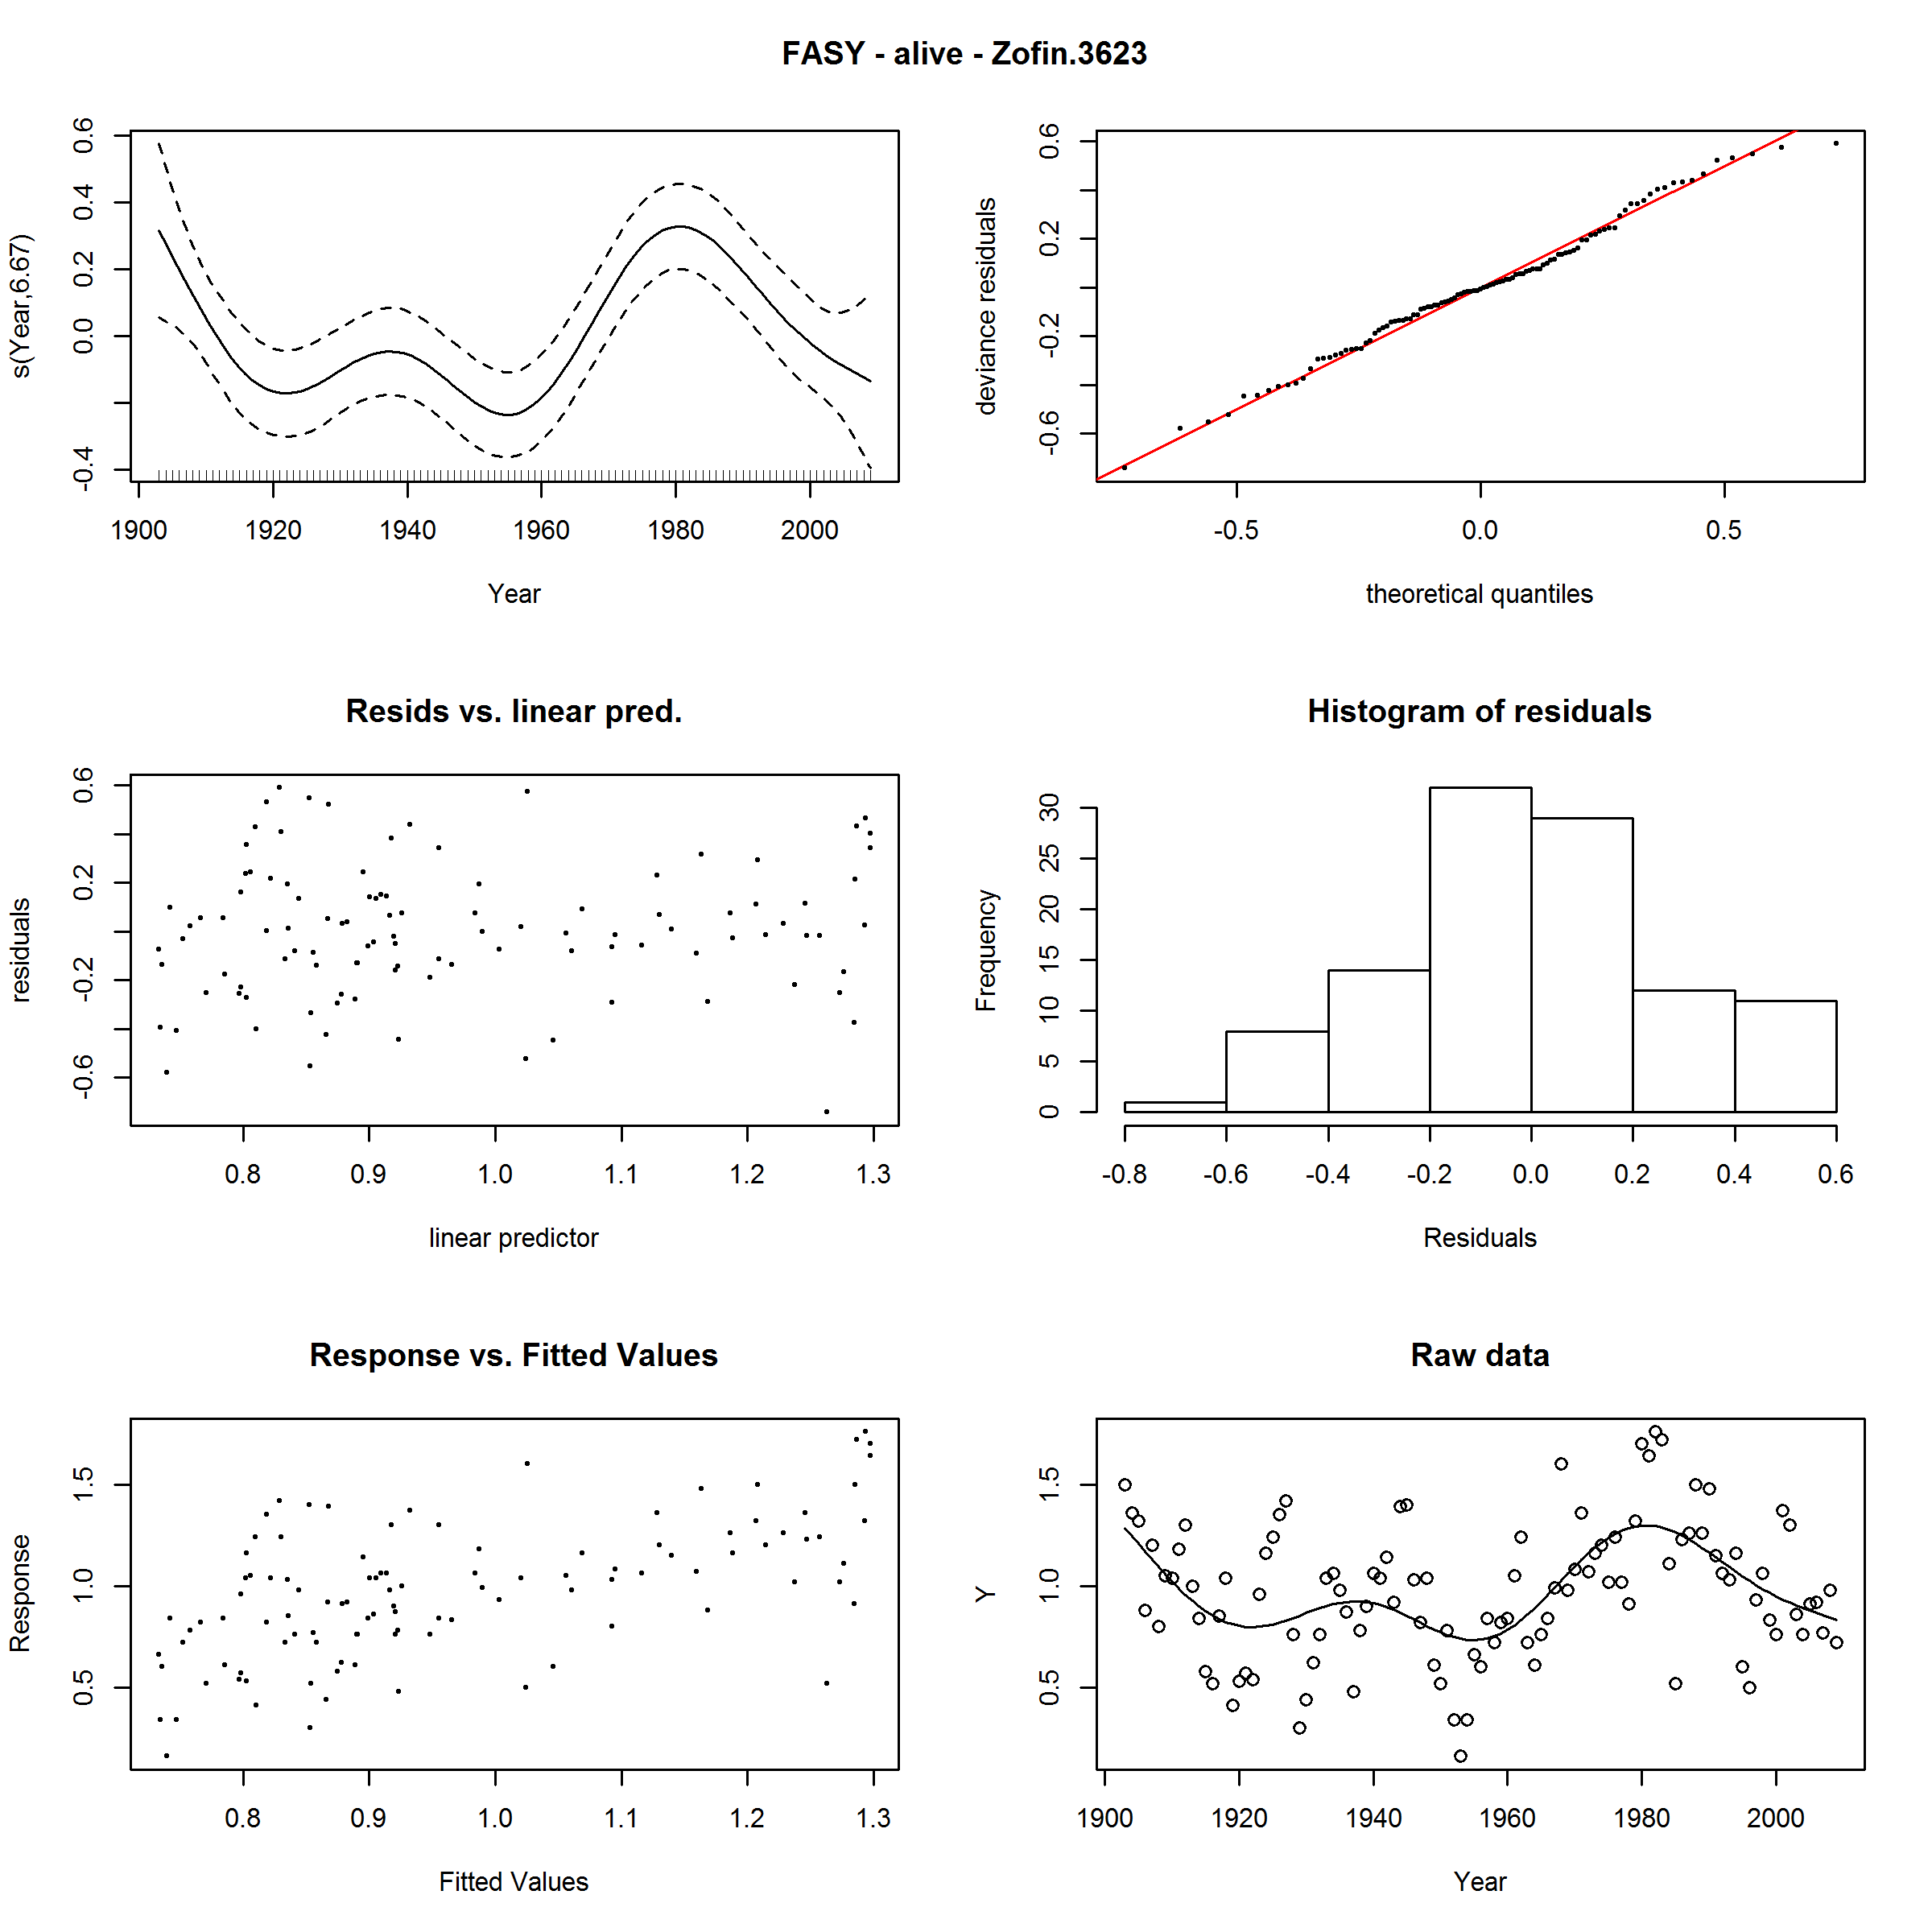 FASY - alive - Zofin.3623
s(Year,6.67)
0.6
0.4
0.2
0.0
-0.4
1900 1920 1940 1960 1980 2000
Year
deviance residuals
0.6
0.2
-0.2
-0.6
-0.5 0.0 0.5
theoretical quantiles
Resids vs. linear pred.
residuals
0.6
0.2
-0.2
-0.6
0.8 0.9 1.0 1.1 1.2 1.3
linear predictor
Histogram of residuals
Frequency
30
25
20
15
10
5
0
-0.8 -0.6 -0.4 -0.2 0.0 0.2 0.4 0.6
Residuals
Response vs. Fitted Values
Response
1.5
1.0
0.5
0.8 0.9 1.0 1.1 1.2 1.3
Fitted Values
Raw data
Y
1.5
1.0
0.5
1900 1920 1940 1960 1980 2000
Year